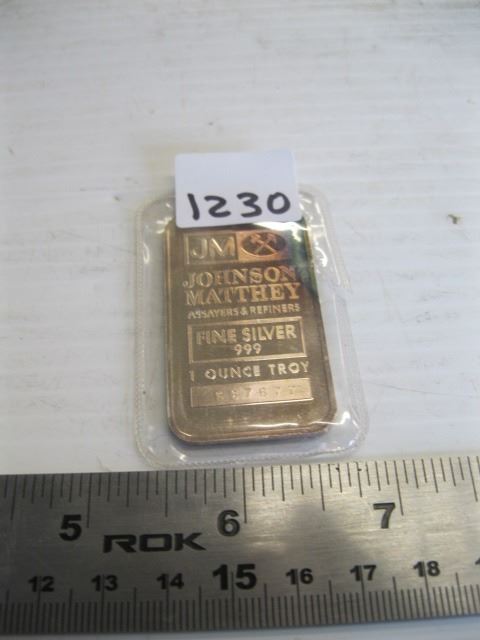 1230
JM
JOHNSON
MATTHEY
ASSAYERS & REFINERS
FINE SILVER
999
1 OUNCE TROY
5 6 7
ROK
12 13 14 15 16 17 18